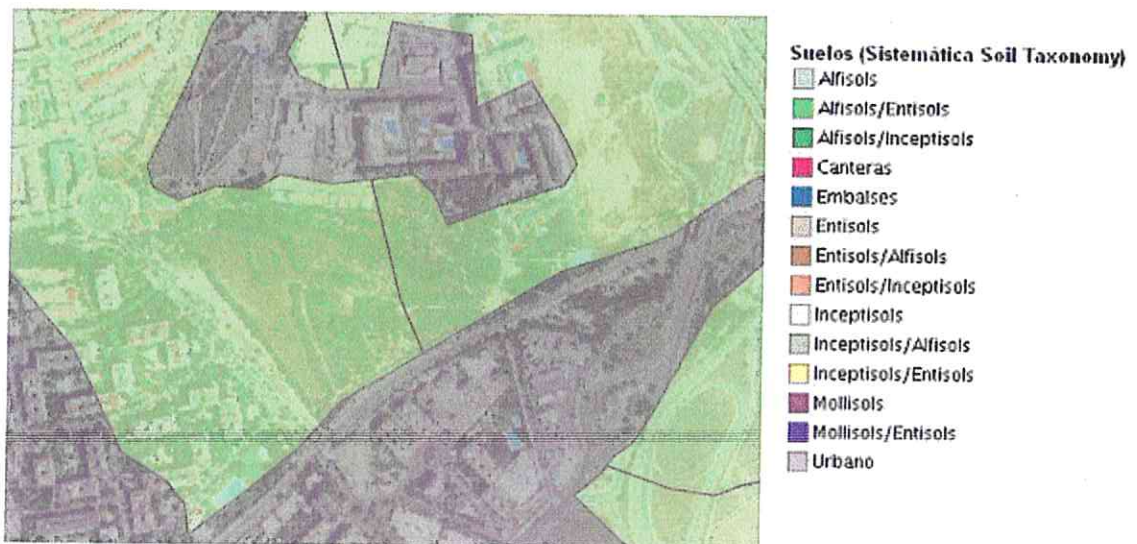 Suelos (Sistemática Soil Taxonomy)
Alfisols
Alfisols/Entisols
Alfisols/Inceptisols
Canteras
Embalses
Entisols
Entisols/Alfisols
Entisols/Inceptisols
Inceptisols
Inceptisols/Alfisols
Inceptisols/Entisols
Mollisols
Mollisols/Entisols
Urbano